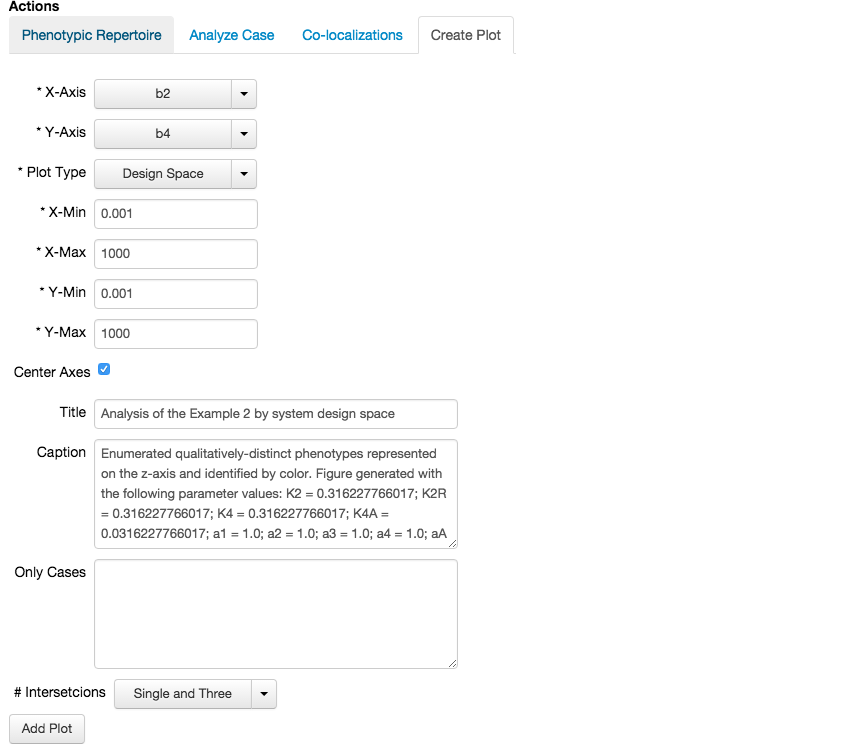 Actions
Phenotypic Repertoire Analyze Case Co-localizations Create Plot
* X-Axis b2
* Y-Axis b4
* Plot Type Design Space
* X-Min 0.001
* X-Max 1000
* Y-Min 0.001
* Y-Max 1000
Center Axes
Title Analysis of the Example 2 by system design space
Caption Enumerated qualitatively-distinct phenotypes represented
on the z-axis and identified by color. Figure generated with
the following parameter values: K2 = 0.316227766017; K2R
= 0.316227766017; K4 = 0.316227766017; K4A =
0.0316227766017; a1 = 1.0; a2 = 1.0; a3 = 1.0; a4 = 1.0; aA
Only Cases
# Intersetcions Single and Three
Add Plot